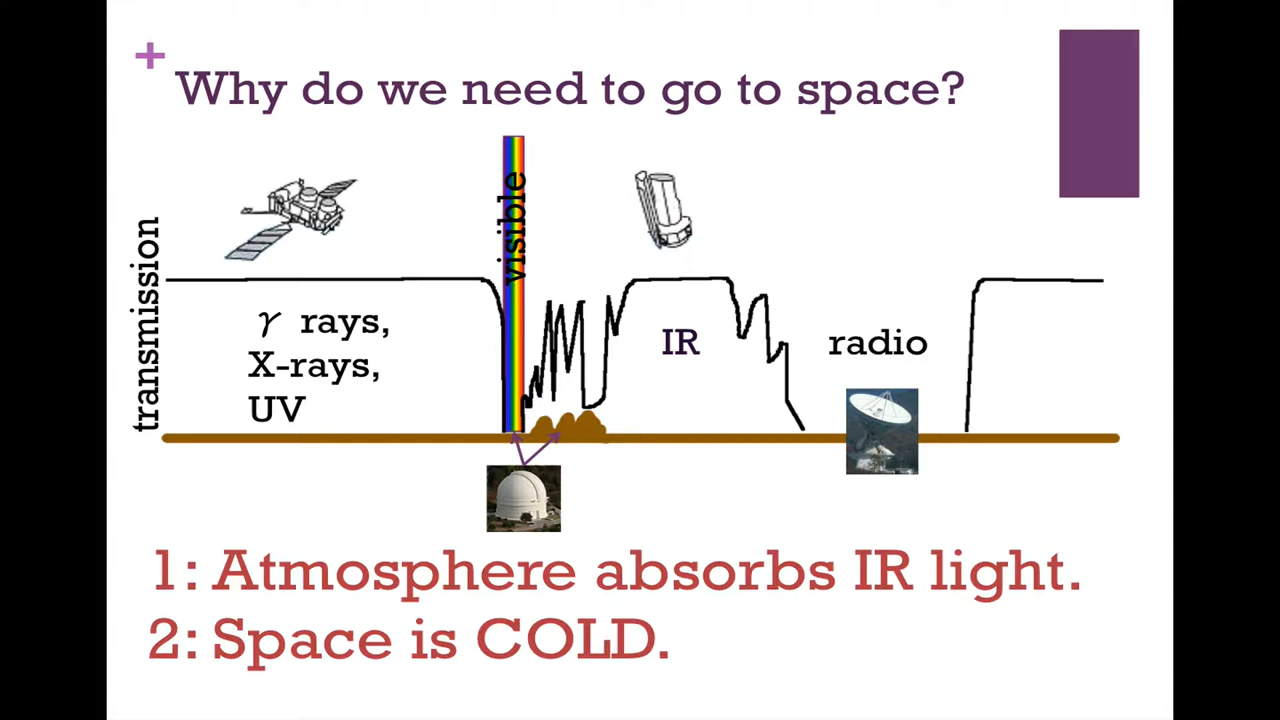 +
Why do we need to go to space?
visible
transmission
γ rays,
X-rays,
UV
IR
radio
1: Atmosphere absorbs IR light.
2: Space is COLD.